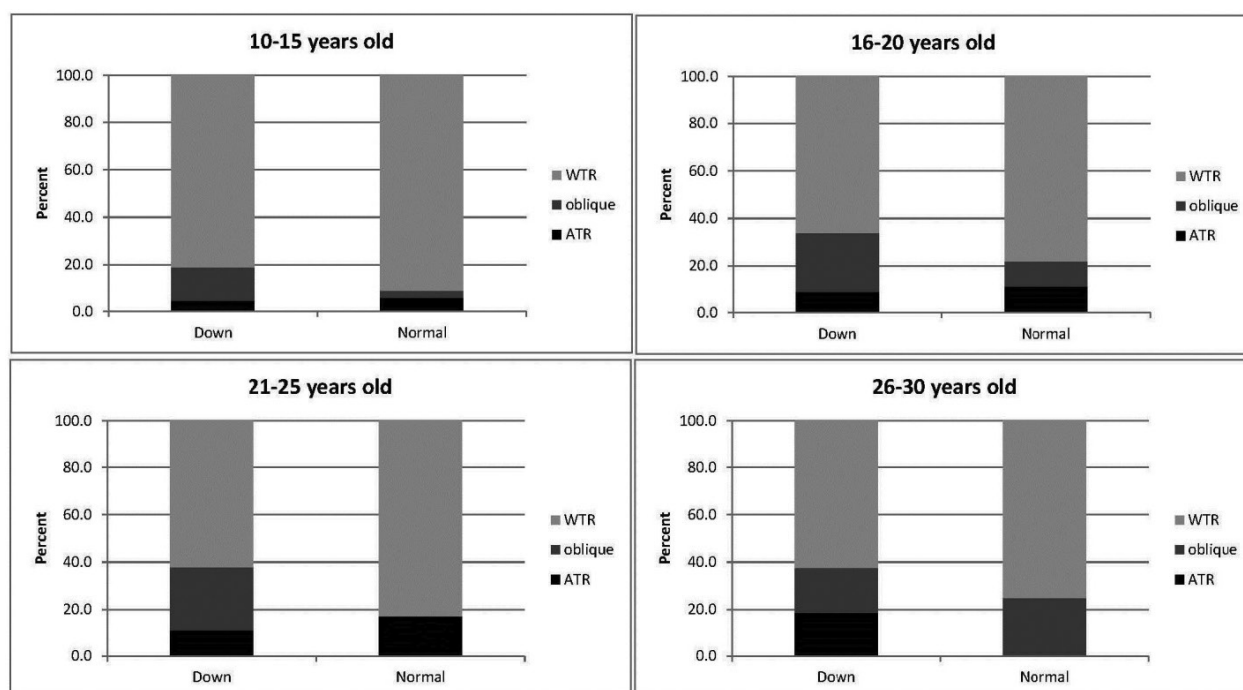 10-15 years old
100.0
80.0
60.0
40.0
20.0
0.0
Percent
Down
Normal
WTR
oblique
ATR
16-20 years old
100.0
80.0
60.0
40.0
20.0
0.0
Percent
Down
Normal
WTR
oblique
ATR
21-25 years old
100.0
80.0
60.0
40.0
20.0
0.0
Percent
Down
Normal
WTR
oblique
ATR
26-30 years old
100.0
80.0
60.0
40.0
20.0
0.0
Percent
Down
Normal
WTR
oblique
ATR